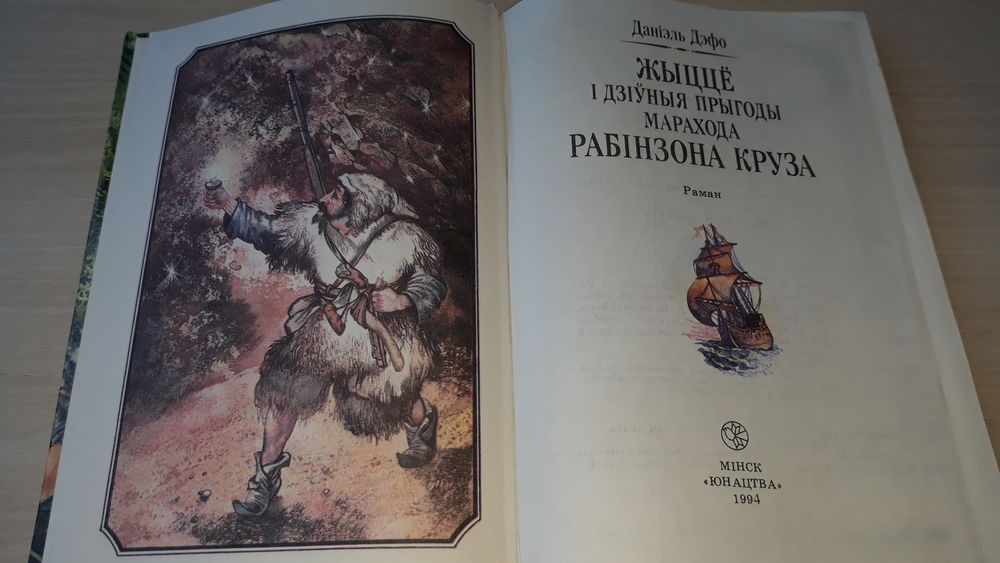 Даніэль Дэфо
ЖЫЦЦЁ
І ДЗІЎНЫЯ ПРЫГОДЫ
МАРАХОДА
РАБІНЗОНА КРУЗА
Раман
МІНСК
«ЮНАЦТВА»
1994